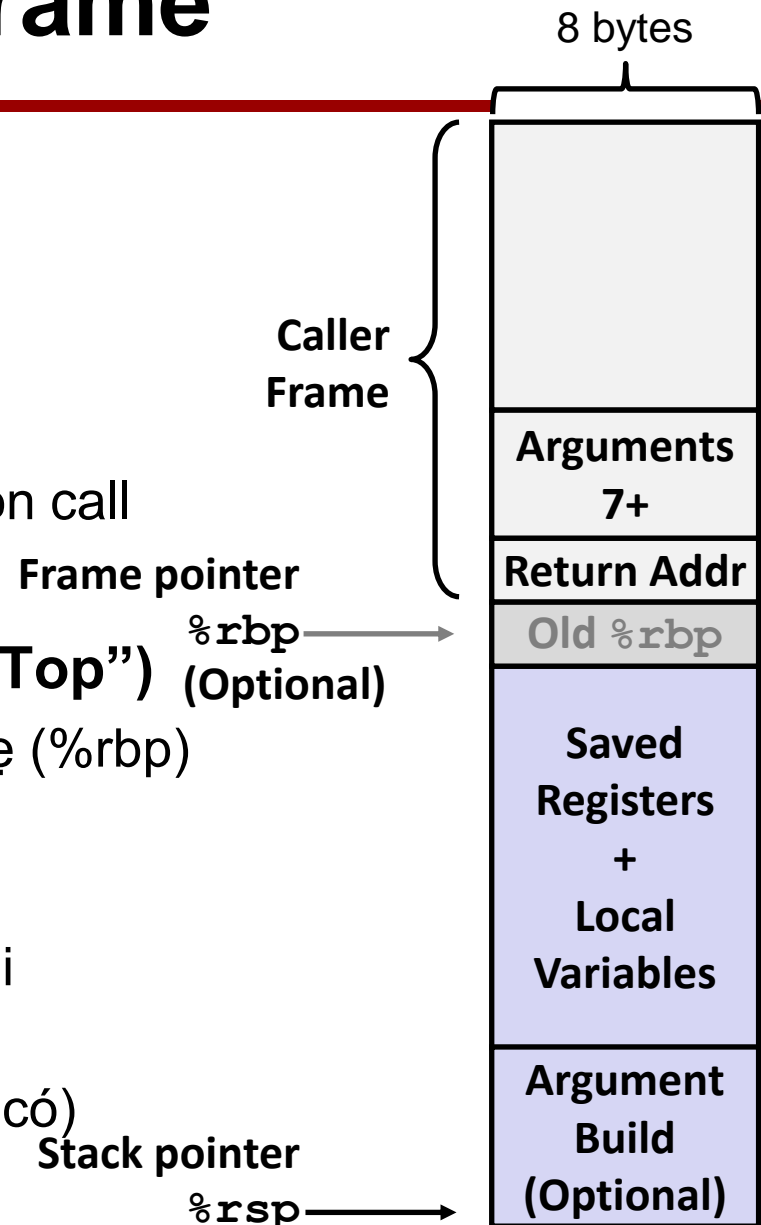 rame
8 bytes
Caller
Frame
Arguments
7+
on call
Frame pointer
Return Addr
%rbp
Old %rbp
Top”)
(Optional)
ẹ (%rbp)
Saved
Registers
+
Local
Variables
i
có)
Argument
Build
(Optional)
Stack pointer
%rsp